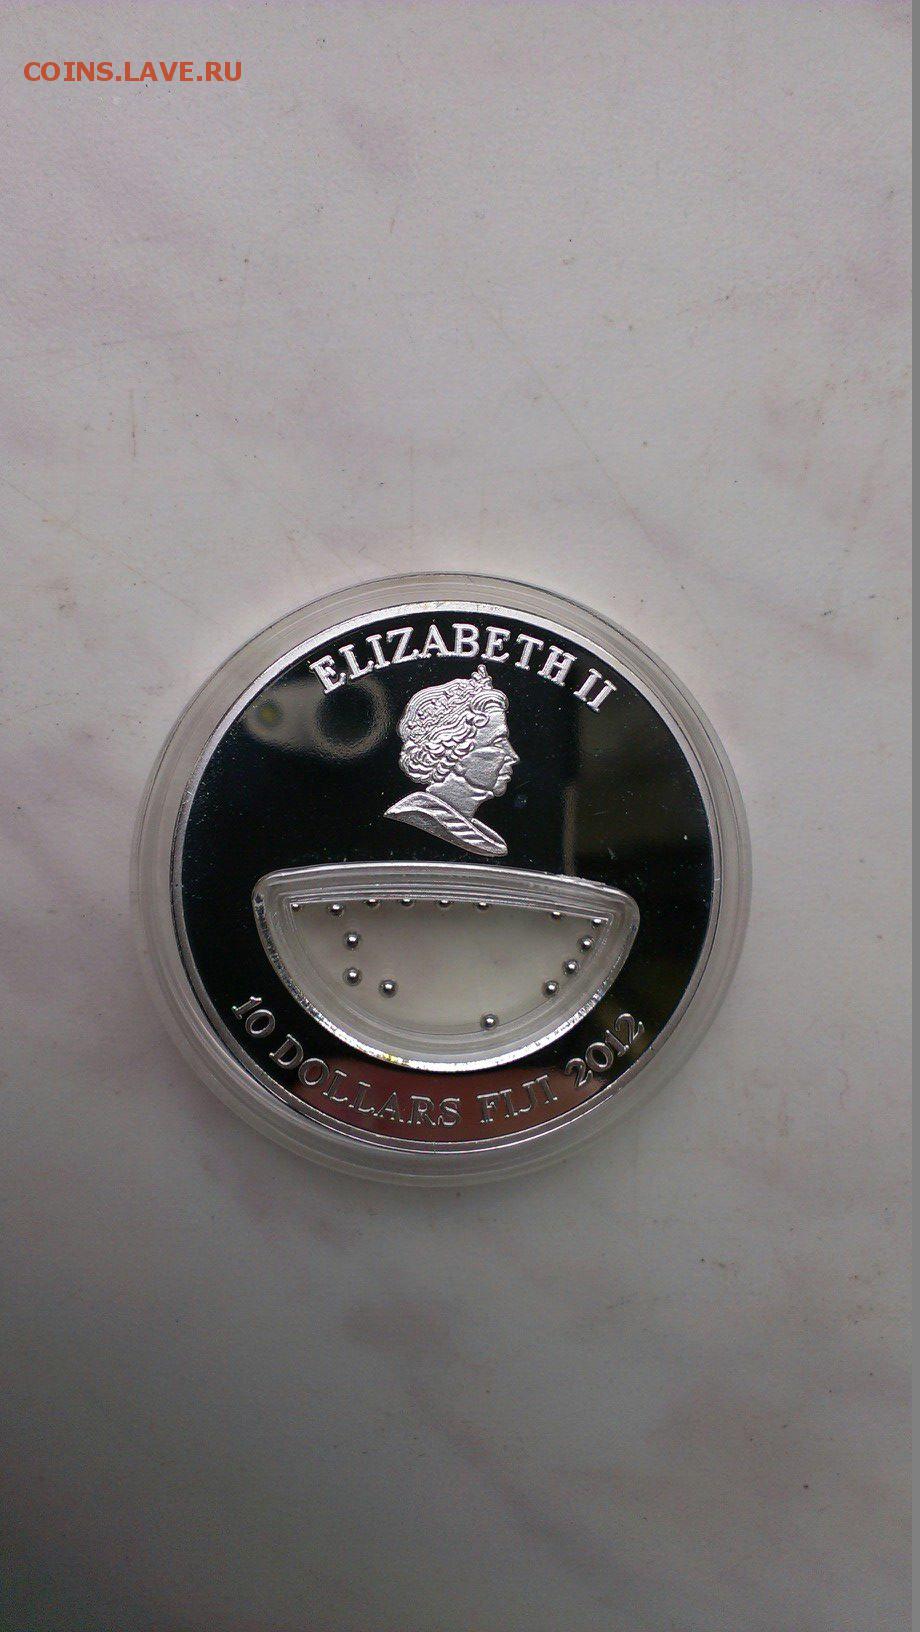 COINS.LAVE.RU
ELIZABETH II
10 DOLLARS FIJI 2012